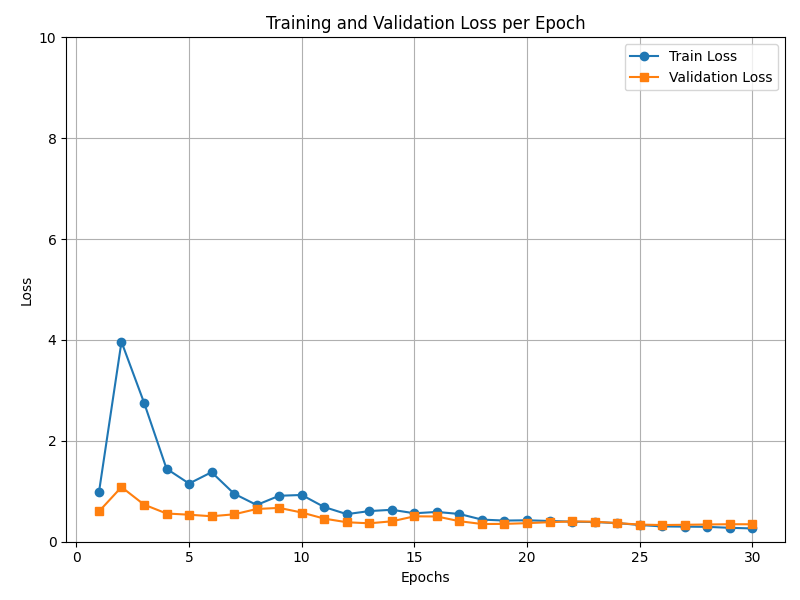 Training and Validation Loss per Epoch
10
8
6
4
2
0
Loss
Train Loss
Validation Loss
0 5 10 15 20 25 30
Epochs